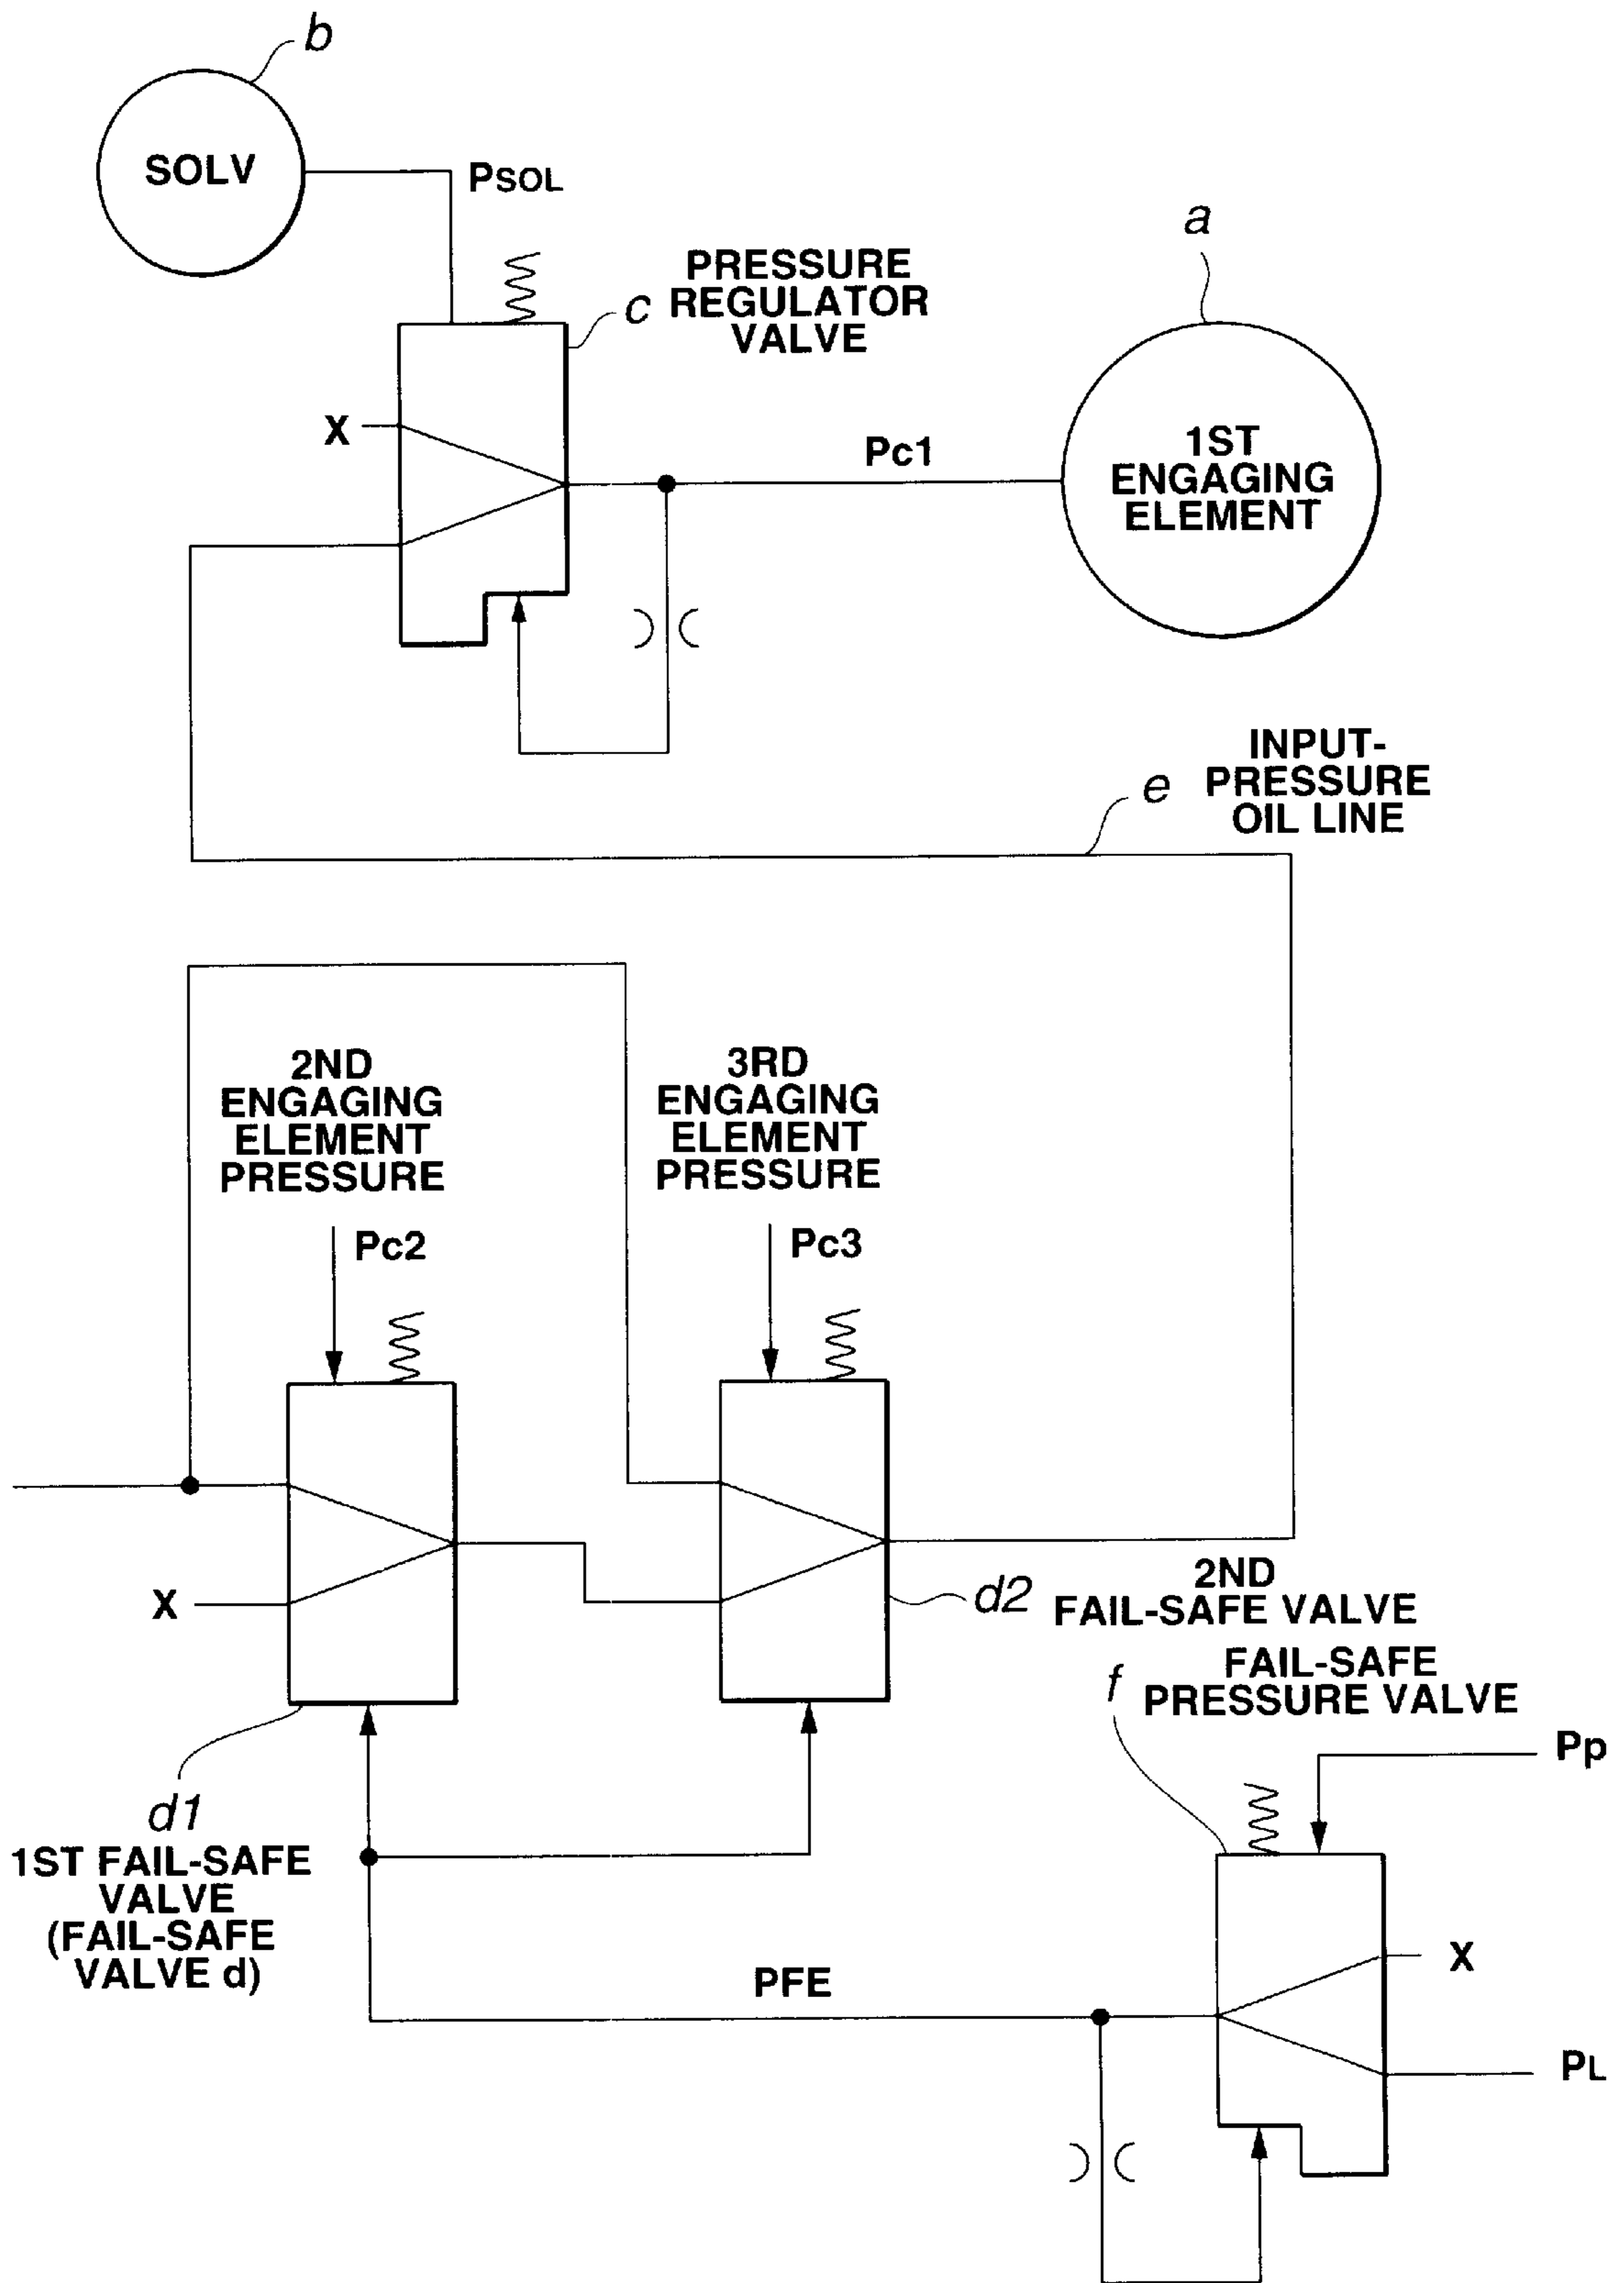 b
SOLV
PSOL
a
PRESSURE
REGULATOR
VALVE
c
X
Pc1
1ST
ENGAGING
ELEMENT
INPUT-
PRESSURE
OIL LINE
e
2ND
ENGAGING
ELEMENT
PRESSURE
3RD
ENGAGING
ELEMENT
PRESSURE
Pc2
Pc3
X
d2
2ND
FAIL-SAFE VALVE
f
FAIL-SAFE
PRESSURE VALVE
Pp
d1
1ST FAIL-SAFE
VALVE
(FAIL-SAFE
VALVE d)
X
PFE
PL